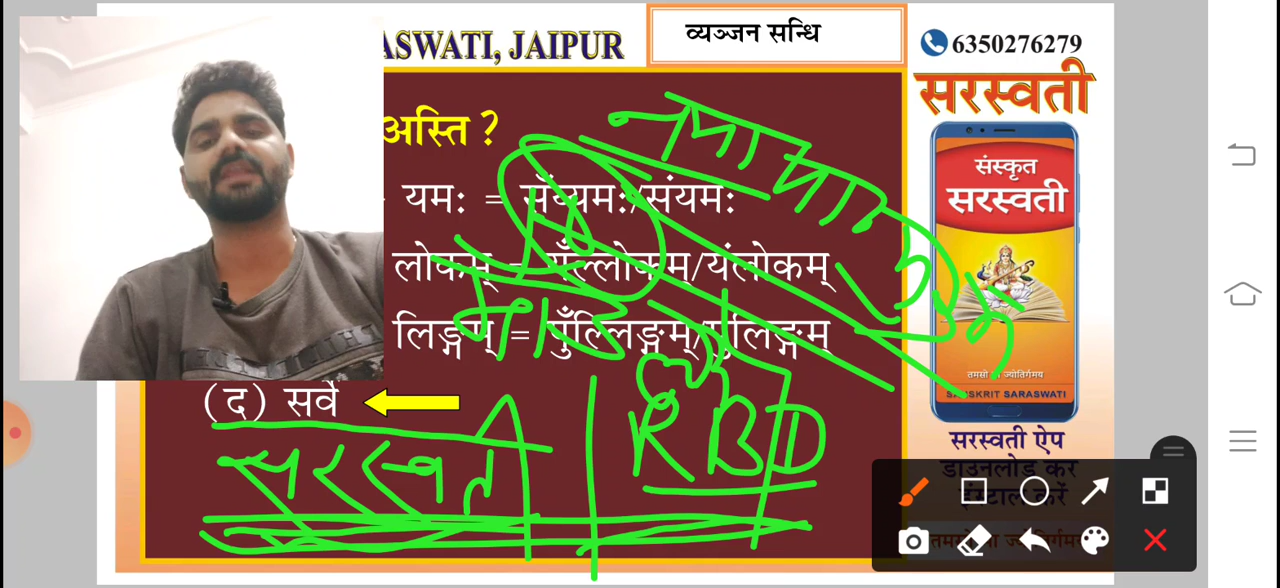 ASWATI, JAIPUR
व्यञ्जन सन्धि
6350276279
सरस्वती
अस्ति ?
यमः = सँय्यमः/संयमः
लोकम् = यँल्लोकम्/यंलोकम्
लिङ्गम् = पुँल्लिङ्गम्/पुंलिङ्गम्
(द) सर्वे
सरस्वती
RBD
संस्कृत
सरस्वती
तमसो मा ज्योतिर्गमय
SANSKRIT SARASWATI
सरस्वती ऐप
डाउनलोड कर
इंस्टाल करें